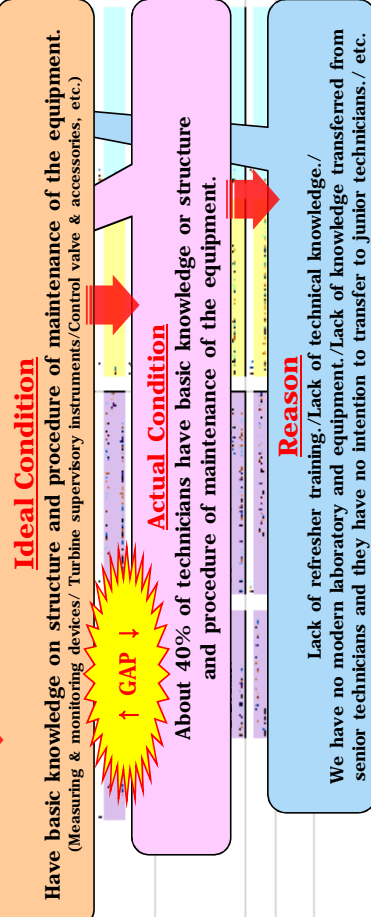 Ideal Condition
Have basic knowledge on structure and procedure of maintenance of the equipment.
(Measuring & monitoring devices/ Turbine supervisory instruments/Control valve & accessories, etc.)
↑ GAP ↓
Actual Condition
About 40% of technicians have basic knowledge or structure
and procedure of maintenance of the equipment.
Reason
Lack of refresher training./Lack of technical knowledge./
We have no modern laboratory and equipment./Lack of knowledge transferred from
senior technicians and they have no intention to transfer to junior technicians./ etc.